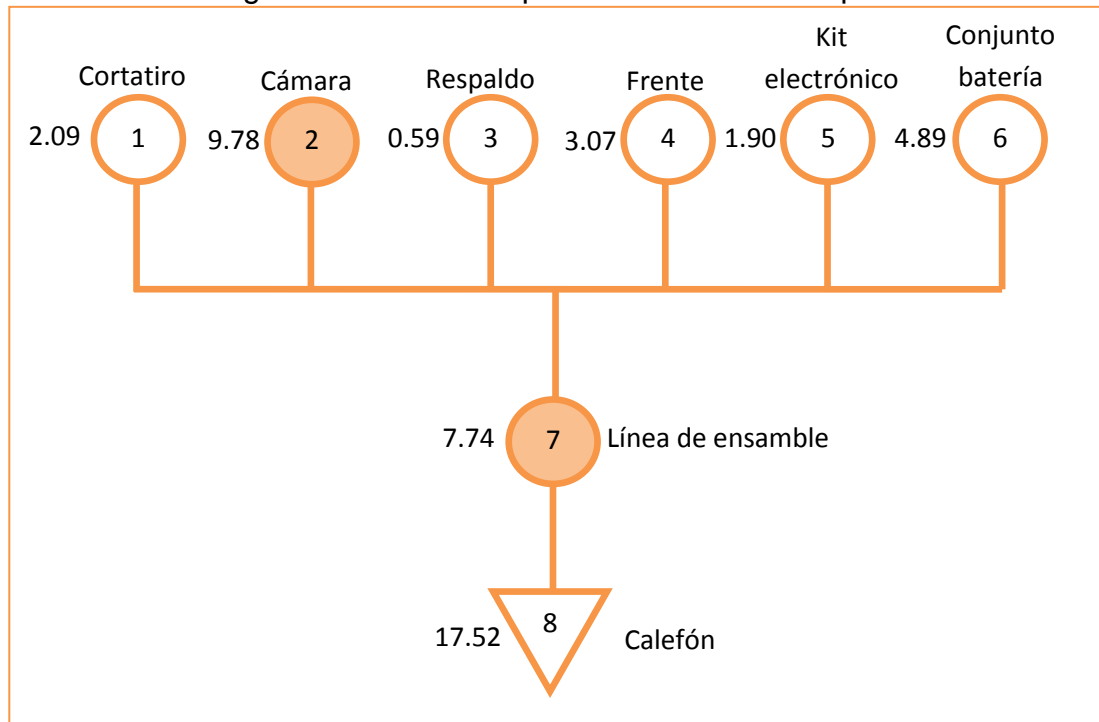 Cortatiro
Cámara
Respaldo
Frente
Kit
electrónico
Conjunto
batería
2.09
1
9.78
2
0.59
3
3.07
4
1.90
5
4.89
6
7.74
7
Línea de ensamble
17.52
8
Calefón